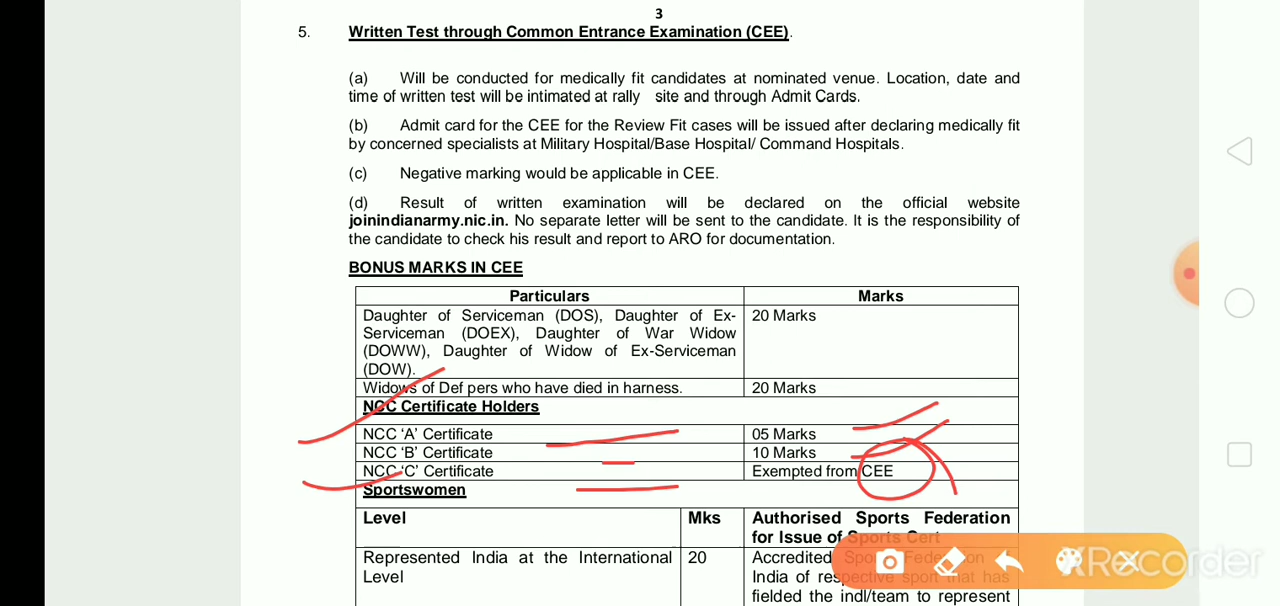 3
5. Written Test through Common Entrance Examination (CEE).
(a) Will be conducted for medically fit candidates at nominated venue. Location, date and
time of written test will be intimated at rally site and through Admit Cards.
(b) Admit card for the CEE for the Review Fit cases will be issued after declaring medically fit
by concerned specialists at Military Hospital/Base Hospital/ Command Hospitals.
(c) Negative marking would be applicable in CEE.
(d) Result of written examination will be declared on the official website
joinindianarmy.nic.in. No separate letter will be sent to the candidate. It is the responsibility of
the candidate to check his result and report to ARO for documentation.
BONUS MARKS IN CEE
Particulars Marks
Daughter of Serviceman (DOS), Daughter of Ex- 20 Marks
Serviceman (DOEX), Daughter of War Widow
(DOWW), Daughter of Widow of Ex-Serviceman
(DOW).
Widows of Def pers who have died in harness. 20 Marks
NCC Certificate Holders
NCC ‘A’ Certificate 05 Marks
NCC ‘B’ Certificate 10 Marks
NCC ‘C’ Certificate Exempted from CEE
Sportswomen
Level Mks Authorised Sports Federation
for Issue of Sports Cert
Represented India at the International 20 Accredited Sports Federation of
Level India of respective sport that has
fielded the indl/team to represent
XRecorder